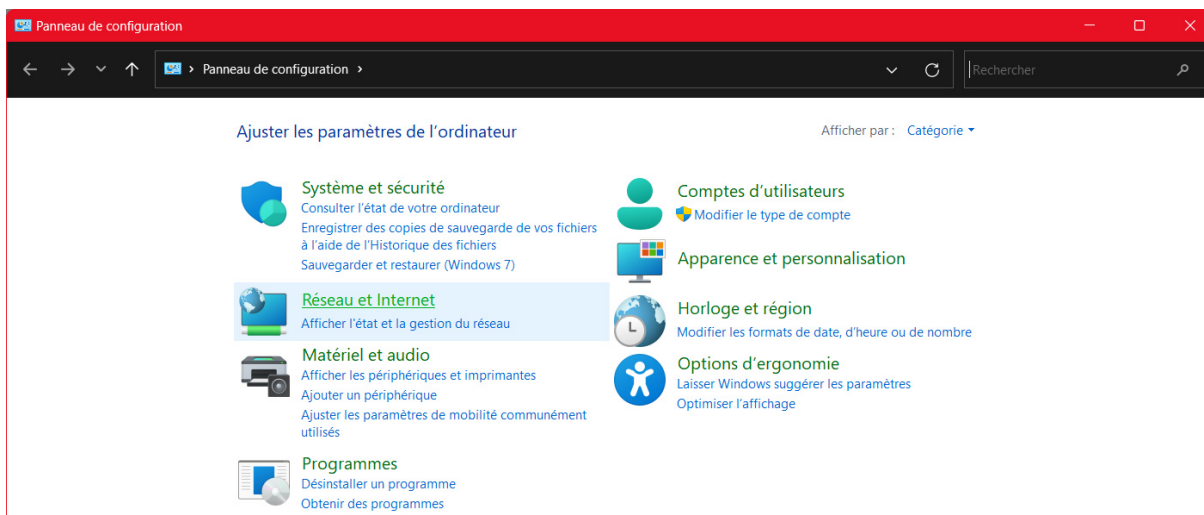 Panneau de configuration
Panneau de configuration
Rechercher
Ajuster les paramètres de l’ordinateur
Afficher par : Catégorie
Système et sécurité
Consulter l’état de votre ordinateur
Enregistrer des copies de sauvegarde de vos fichiers
à l’aide de l’Historique des fichiers
Sauvegarder et restaurer (Windows 7)
Réseau et Internet
Afficher l’état et la gestion du réseau
Matériel et audio
Afficher les périphériques et imprimantes
Ajouter un périphérique
Ajuster les paramètres de mobilité communément
utilisés
Programmes
Désinstaller un programme
Obtenir des programmes
Comptes d’utilisateurs
Modifier le type de compte
Apparence et personnalisation
Horloge et région
Modifier les formats de date, d’heure ou de nombre
Options d’ergonomie
Laisser Windows suggérer les paramètres
Optimiser l’affichage